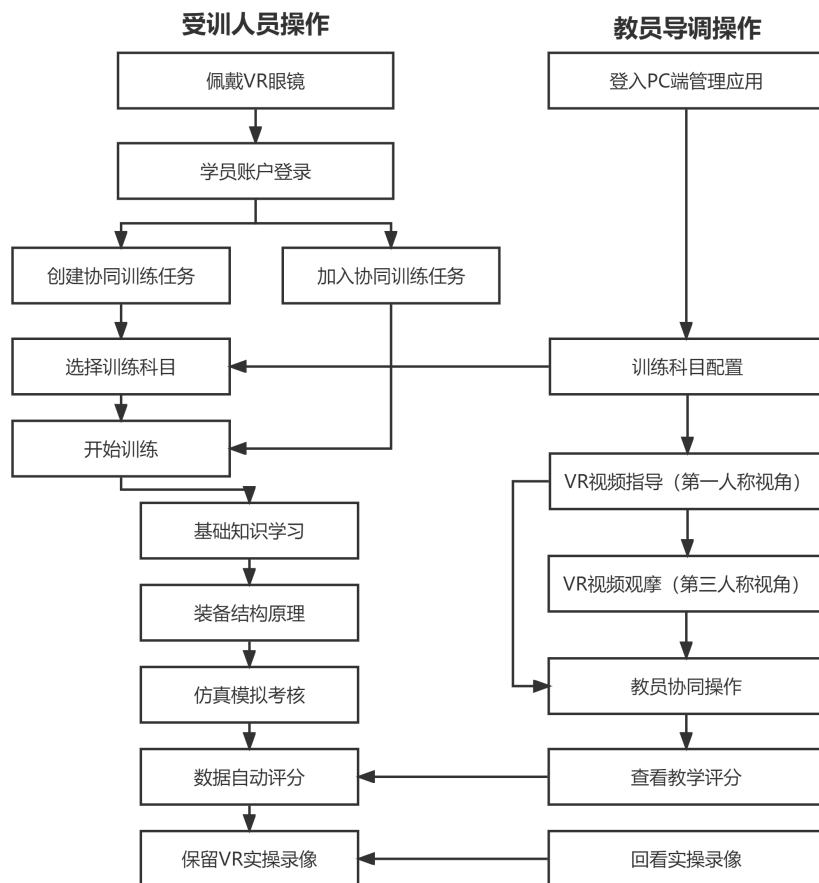 受训人员操作
教员导调操作
佩戴VR眼镜
登入PC端管理应用
学员账户登录
创建协同训练任务
加入协同训练任务
选择训练科目
训练科目配置
开始训练
VR视频指导（第一人称视角）
基础知识学习
VR视频观摩（第三人称视角）
装备结构原理
仿真模拟考核
教员协同操作
数据自动评分
查看教学评分
保留VR实操录像
回看实操录像